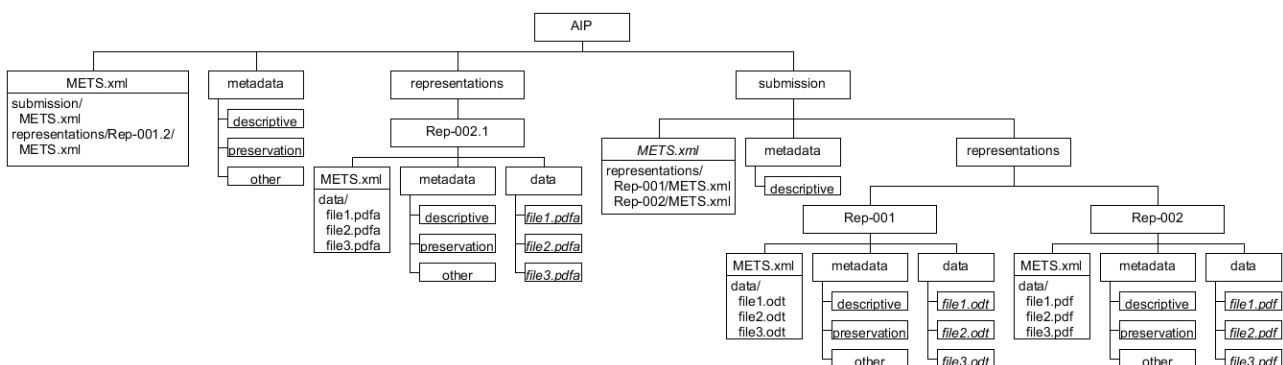 AIP
METS.xml
submission/
METS.xml
representations/Rep-001.2/
METS.xml
metadata
descriptive
preservation
other
representations
Rep-002.1
METS.xml
data/
file1.pdfa
file2.pdfa
file3.pdfa
metadata
descriptive
preservation
other
data
file1.pdfa
file2.pdfa
file3.pdfa
submission
METS.xml
representations/
Rep-001/METS.xml
Rep-002/METS.xml
metadata
descriptive
representations
Rep-001
METS.xml
data/
file1.odt
file2.odt
file3.odt
metadata
descriptive
preservation
other
data
file1.odt
file2.odt
file3.odt
Rep-002
METS.xml
data/
file1.pdf
file2.pdf
file3.pdf
metadata
descriptive
preservation
other
data
file1.pdf
file2.pdf
file3.pdf